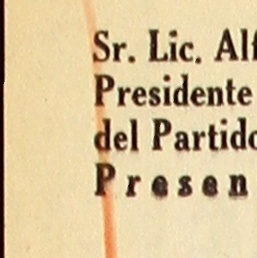 Sr. Lic. Alf
Presidente
del Partido
Presen